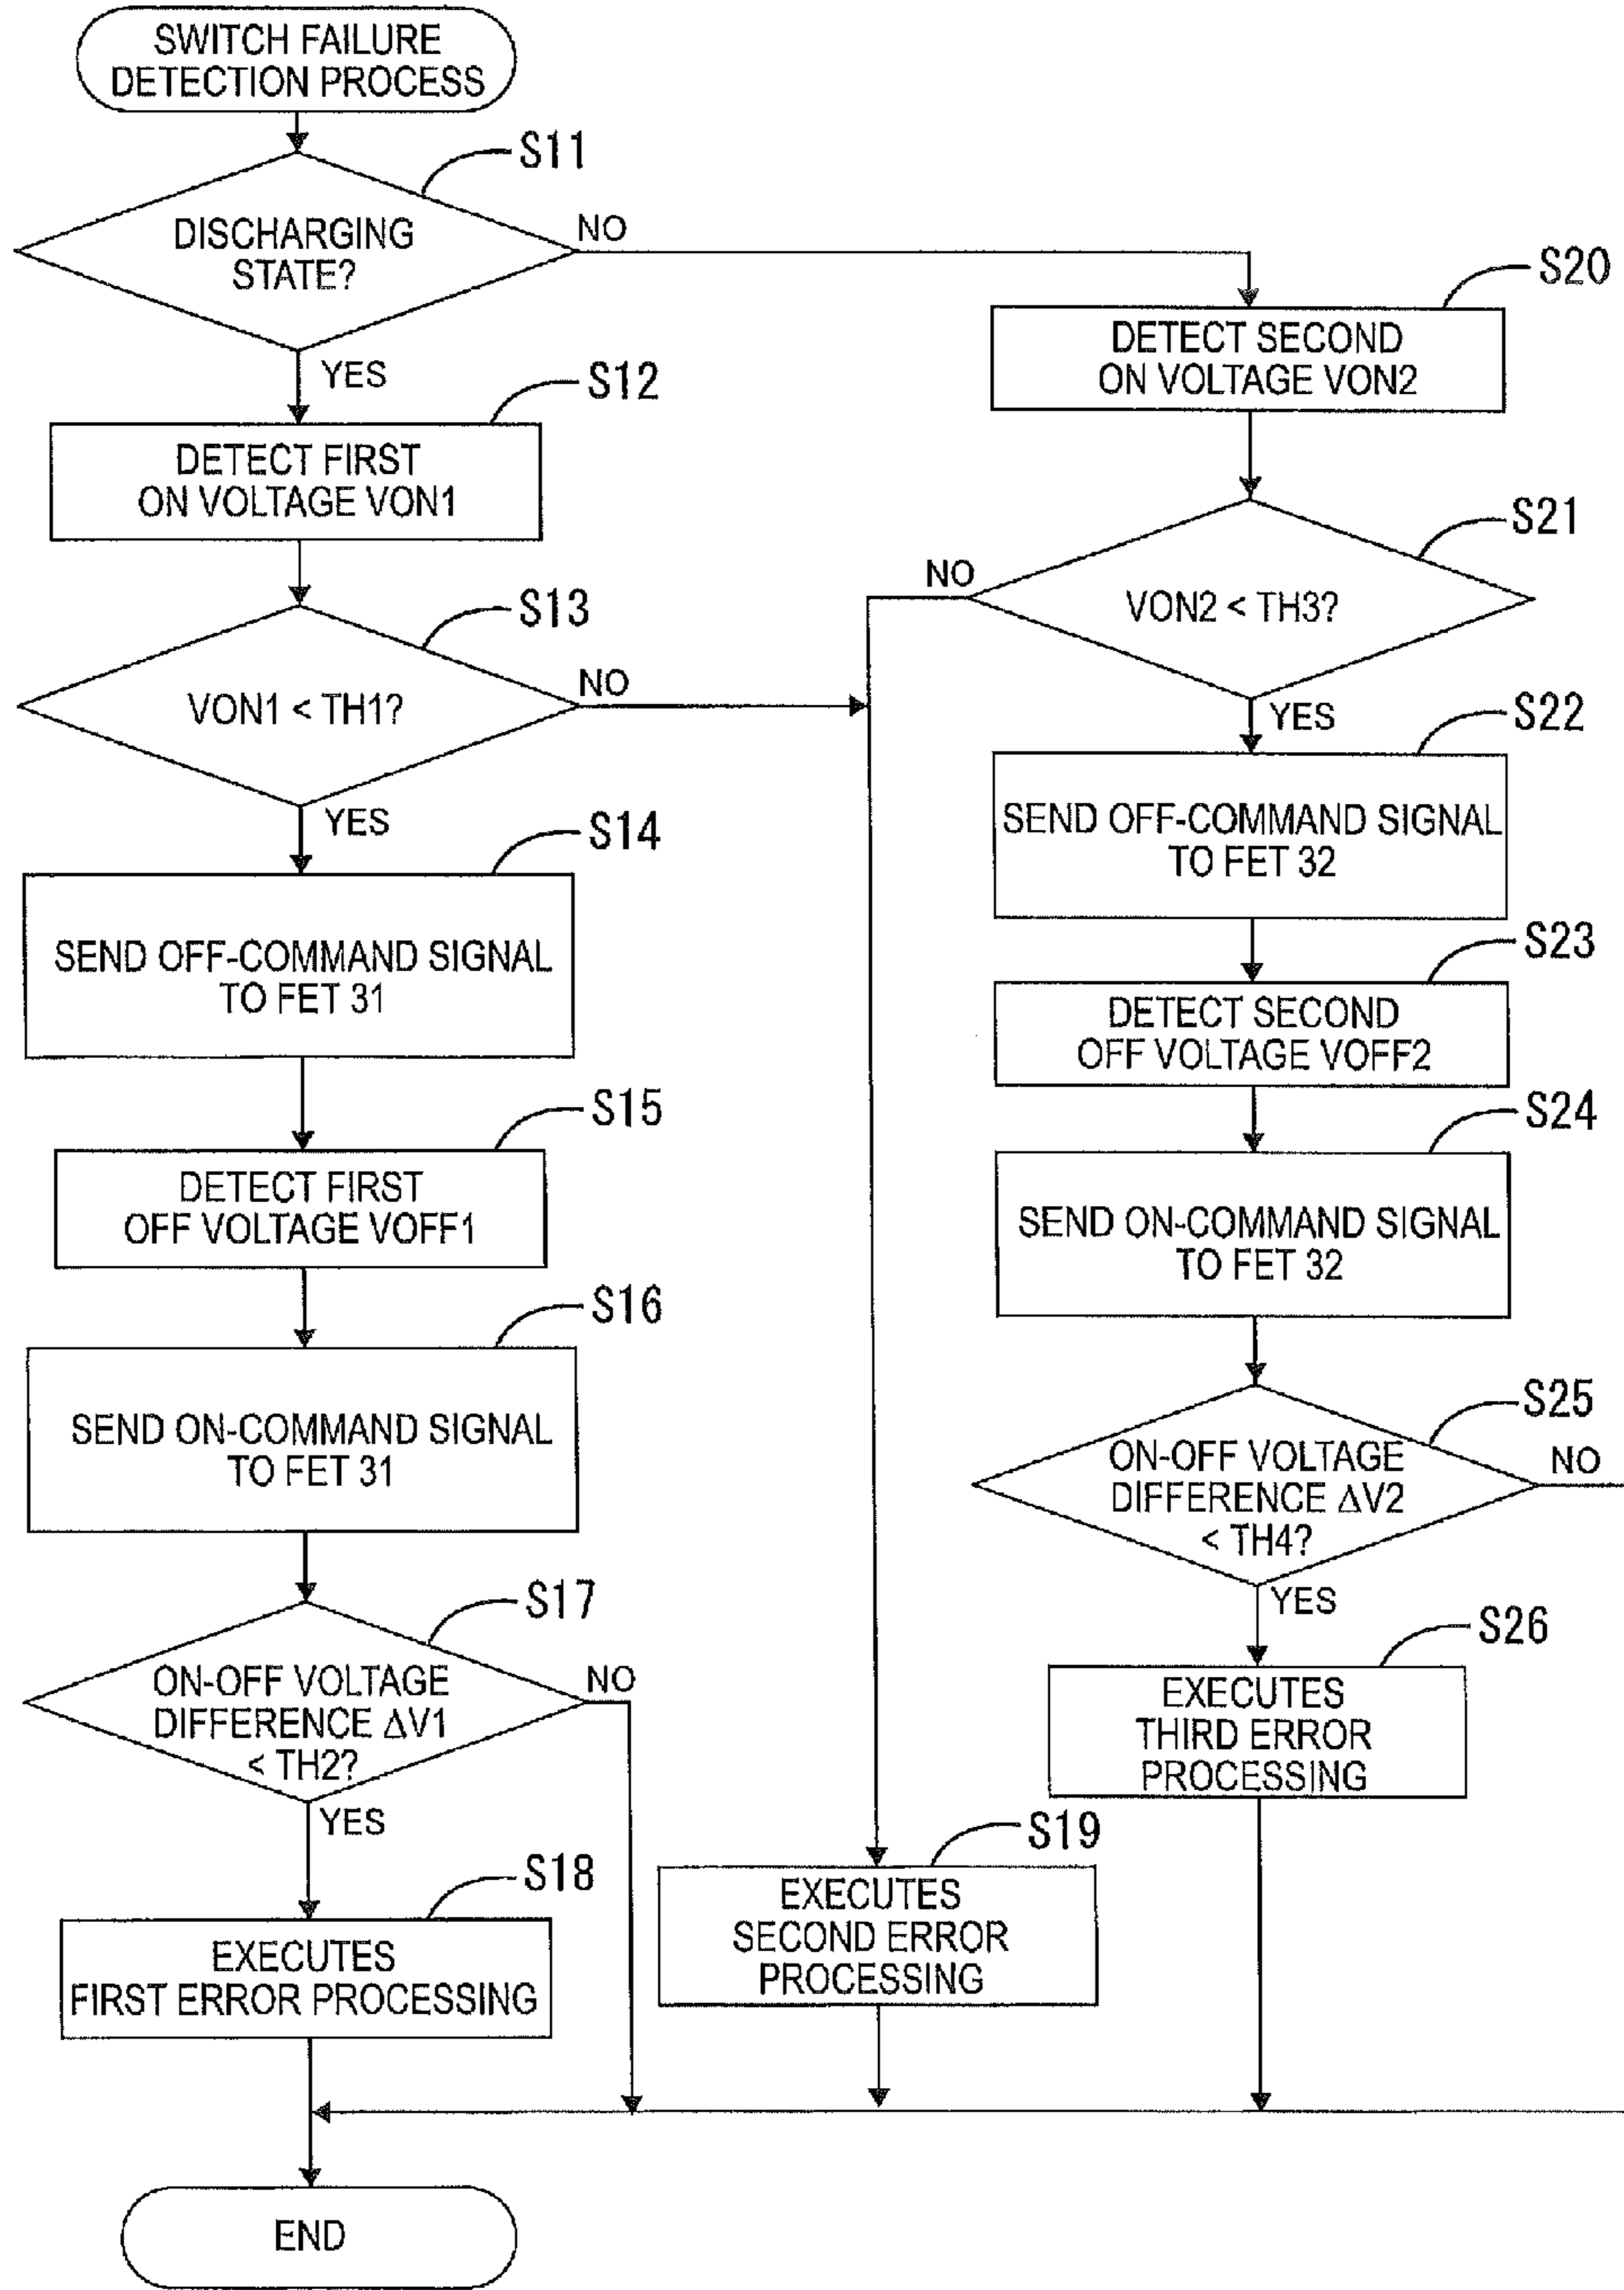 SWITCH FAILURE
DETECTION PROCESS
S11
DISCHARGING
STATE?
NO
YES
S12
DETECT FIRST
ON VOLTAGE VON1
S13
VON1 < TH1?
NO
YES
S14
SEND OFF-COMMAND SIGNAL
TO FET 31
S15
DETECT FIRST
OFF VOLTAGE VOFF1
S16
SEND ON-COMMAND SIGNAL
TO FET 31
S17
ON-OFF VOLTAGE
DIFFERENCE ΔV1
< TH2?
NO
YES
S18
EXECUTES
FIRST ERROR PROCESSING
S19
EXECUTES
SECOND ERROR
PROCESSING
S20
DETECT SECOND
ON VOLTAGE VON2
S21
NO
VON2 < TH3?
YES
S22
SEND OFF-COMMAND SIGNAL
TO FET 32
S23
DETECT SECOND
OFF VOLTAGE VOFF2
S24
SEND ON-COMMAND SIGNAL
TO FET 32
S25
ON-OFF VOLTAGE
DIFFERENCE ΔV2
< TH4?
NO
YES
S26
EXECUTES
THIRD ERROR
PROCESSING
END